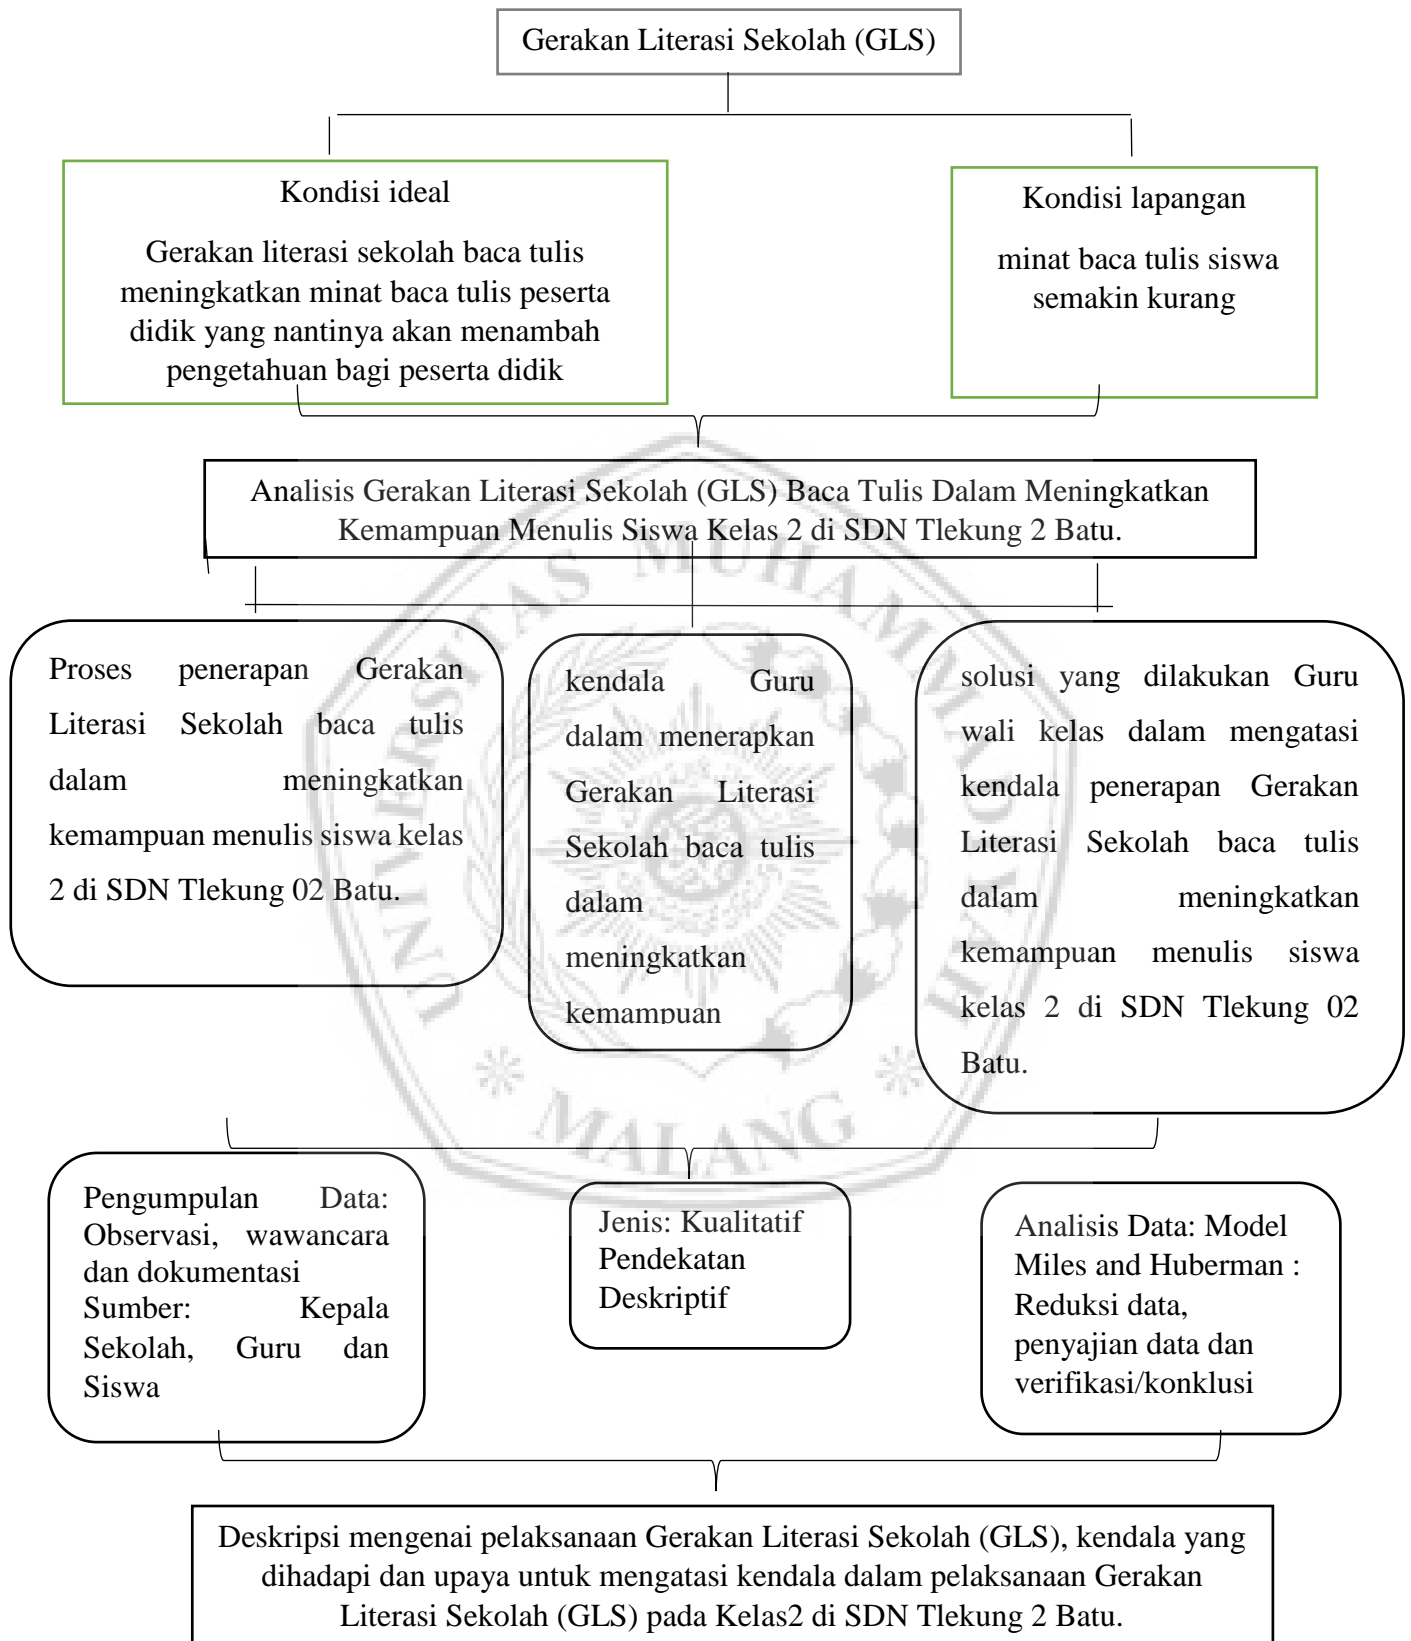 Gerakan Literasi Sekolah (GLS)
Kondisi ideal
Gerakan literasi sekolah baca tulis
meningkatkan minat baca tulis peserta
didik yang nantinya akan menambah
pengetahuan bagi peserta didik
Kondisi lapangan
minat baca tulis siswa
semakin kurang
Analisis Gerakan Literasi Sekolah (GLS) Baca Tulis Dalam Meningkatkan
Kemampuan Menulis Siswa Kelas 2 di SDN Tlekung 2 Batu.
Proses penerapan Gerakan
Literasi Sekolah baca tulis
dalam meningkatkan
kemampuan menulis siswa kelas
2 di SDN Tlekung 02 Batu.
kendala Guru
dalam menerapkan
Gerakan Literasi
Sekolah baca tulis
dalam
meningkatkan
kemampuan
solusi yang dilakukan Guru
wali kelas dalam mengatasi
kendala penerapan Gerakan
Literasi Sekolah baca tulis
dalam meningkatkan
kemampuan menulis siswa
kelas 2 di SDN Tlekung 02
Batu.
Pengumpulan Data:
Observasi, wawancara
dan dokumentasi
Sumber: Kepala
Sekolah, Guru dan
Siswa
Jenis: Kualitatif
Pendekatan
Deskriptif
Analisis Data: Model
Miles and Huberman :
Reduksi data,
penyajian data dan
verifikasi/konklusi
Deskripsi mengenai pelaksanaan Gerakan Literasi Sekolah (GLS), kendala yang
dihadapi dan upaya untuk mengatasi kendala dalam pelaksanaan Gerakan
Literasi Sekolah (GLS) pada Kelas2 di SDN Tlekung 2 Batu.
UNIVERSITAS MUHAMMADIYAH
MALANG